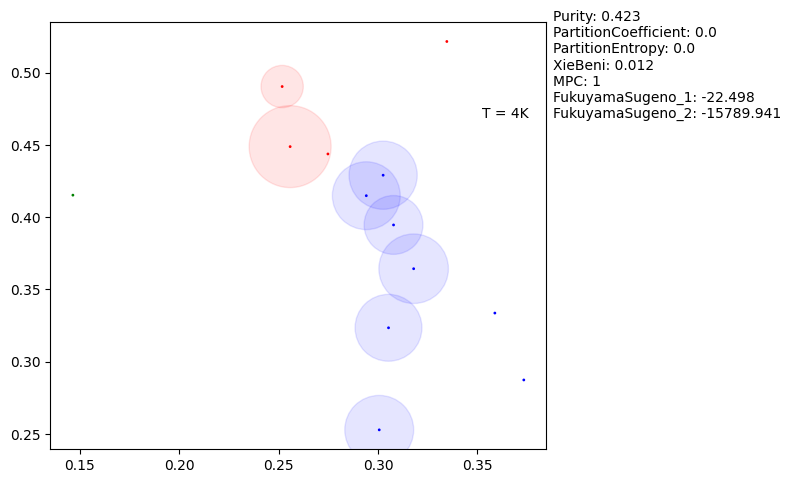 Purity: 0.423
PartitionCoefficient: 0.0
PartitionEntropy: 0.0
XieBeni: 0.012
MPC: 1
FukuyamaSugeno_1: -22.498
FukuyamaSugeno_2: -15789.941
T = 4K
0.50
0.45
0.40
0.35
0.30
0.25
0.15
0.20
0.25
0.30
0.35